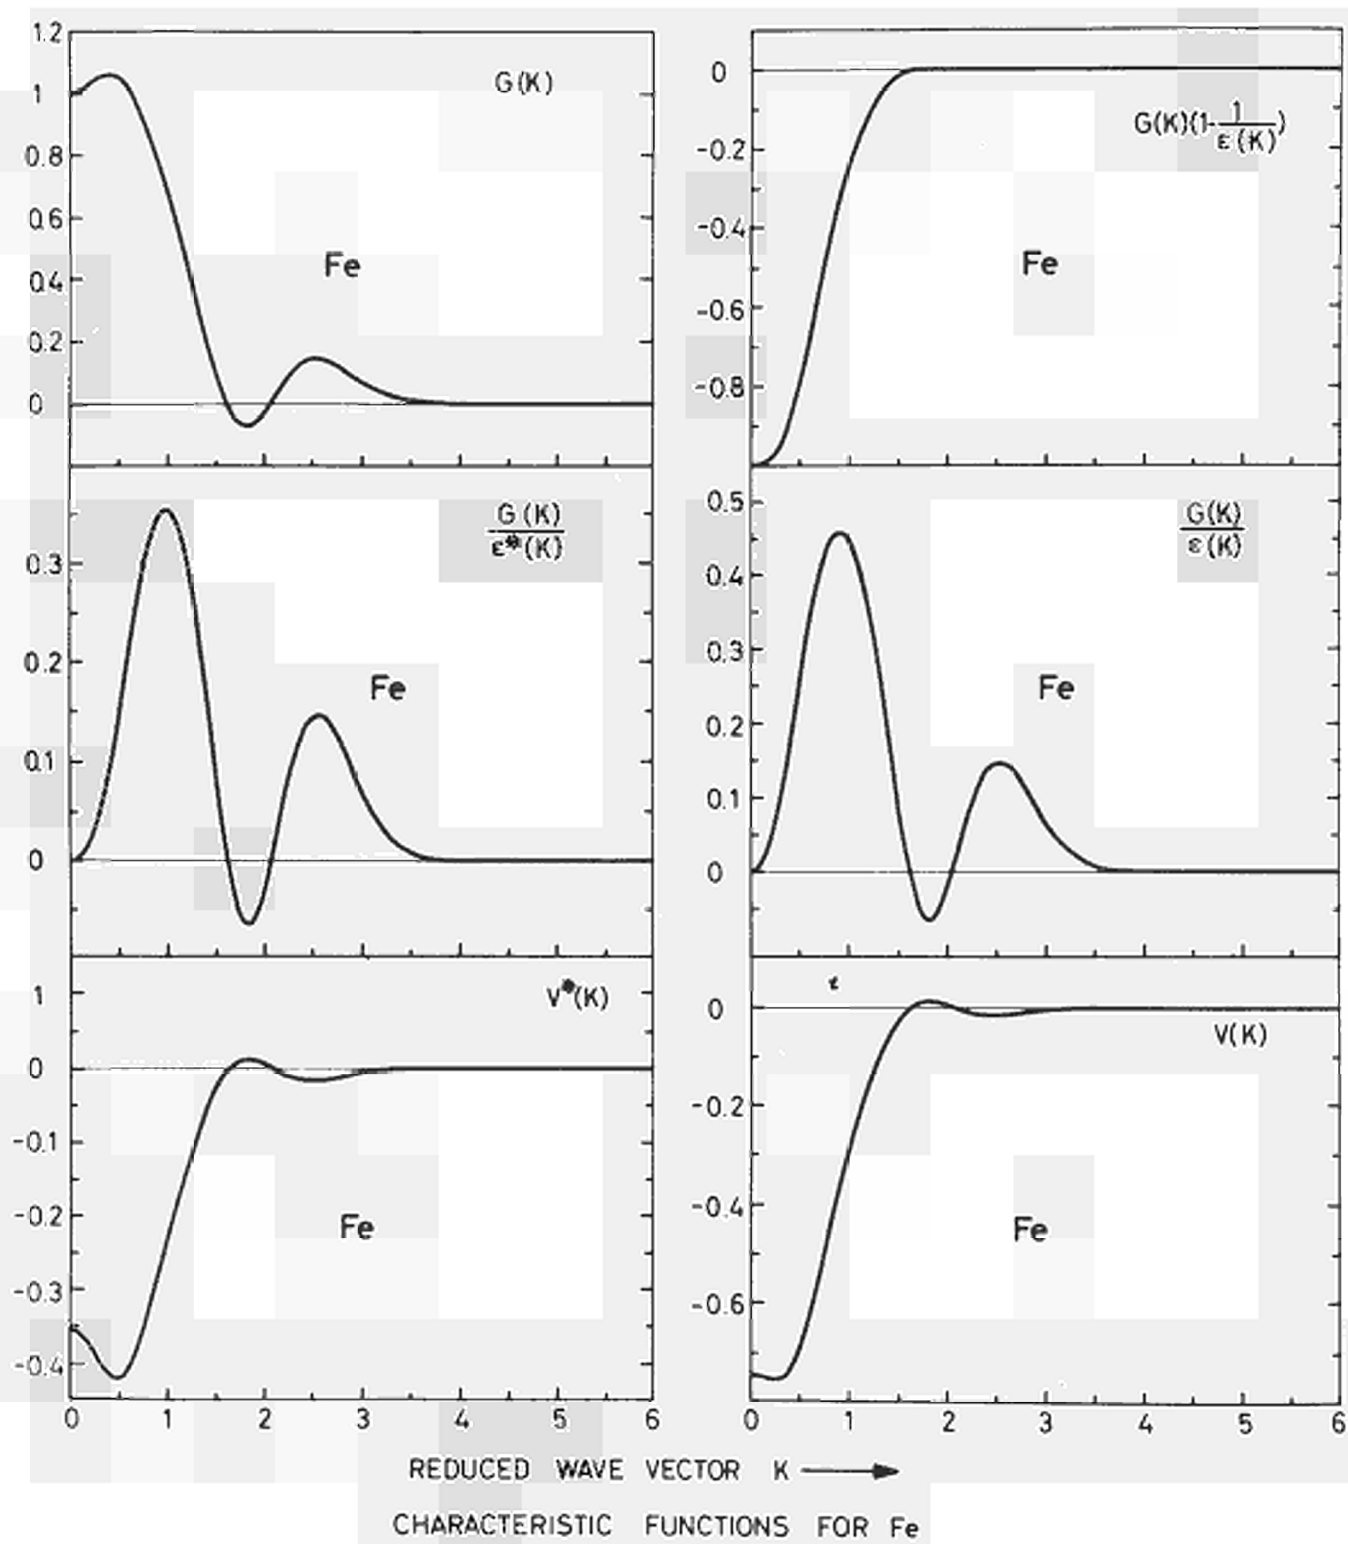 1.2
1
0.8
0.6
0.4
0.2
0
G(K)
Fe
0
-0.2
-0.4
-0.6
-0.8
G(K)(1-1/ε(K))
Fe
0.3
0.2
0.1
0
G(K)
ε*(K)
Fe
0.5
0.4
0.3
0.2
0.1
0
G(K)
ε(K)
Fe
1
0
-0.1
-0.2
-0.3
-0.4
V*(K)
Fe
0 1 2 3 4 5 6
0
-0.2
-0.4
-0.6
V(K)
Fe
0 1 2 3 4 5 6
REDUCED WAVE VECTOR K
CHARACTERISTIC FUNCTIONS FOR Fe